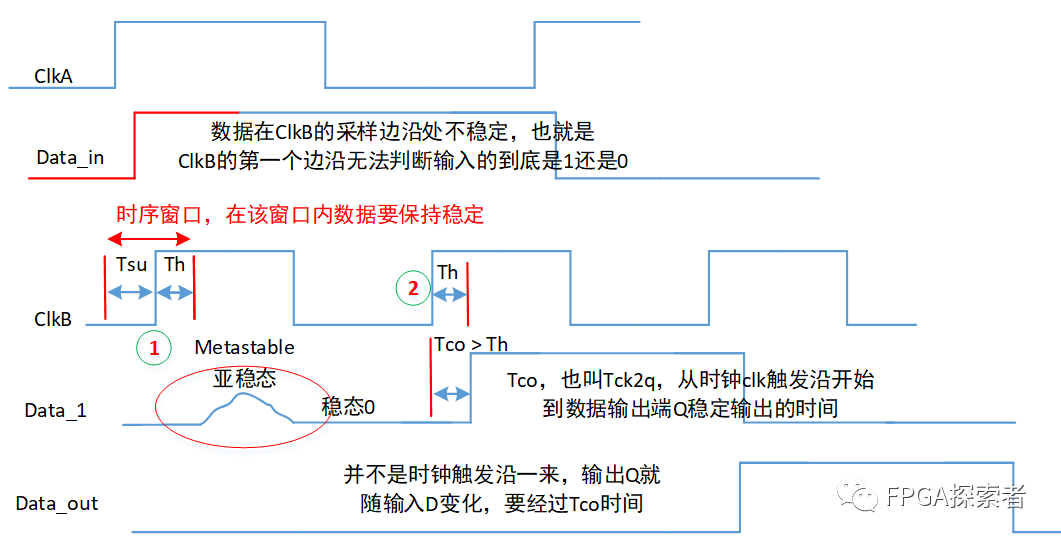 ClkA
数据在ClkB的采样边沿处不稳定，也就是
Data_in
ClkB的第一个边沿无法判断输入的到底是1还是0
时序窗口，在该窗口内数据要保持稳定
Tsu
Th
2
Th
ClkB
1
Metastable
Tco > Th
亚稳态
稳态0
Tco，也叫Tck2q，从时钟clk触发沿开始
到数据输出端Q稳定输出的时间
Data_1
并不是时钟触发沿一来，输出Q就
随输入D变化，要经过Tco时间
Data_out
FPGA探索者